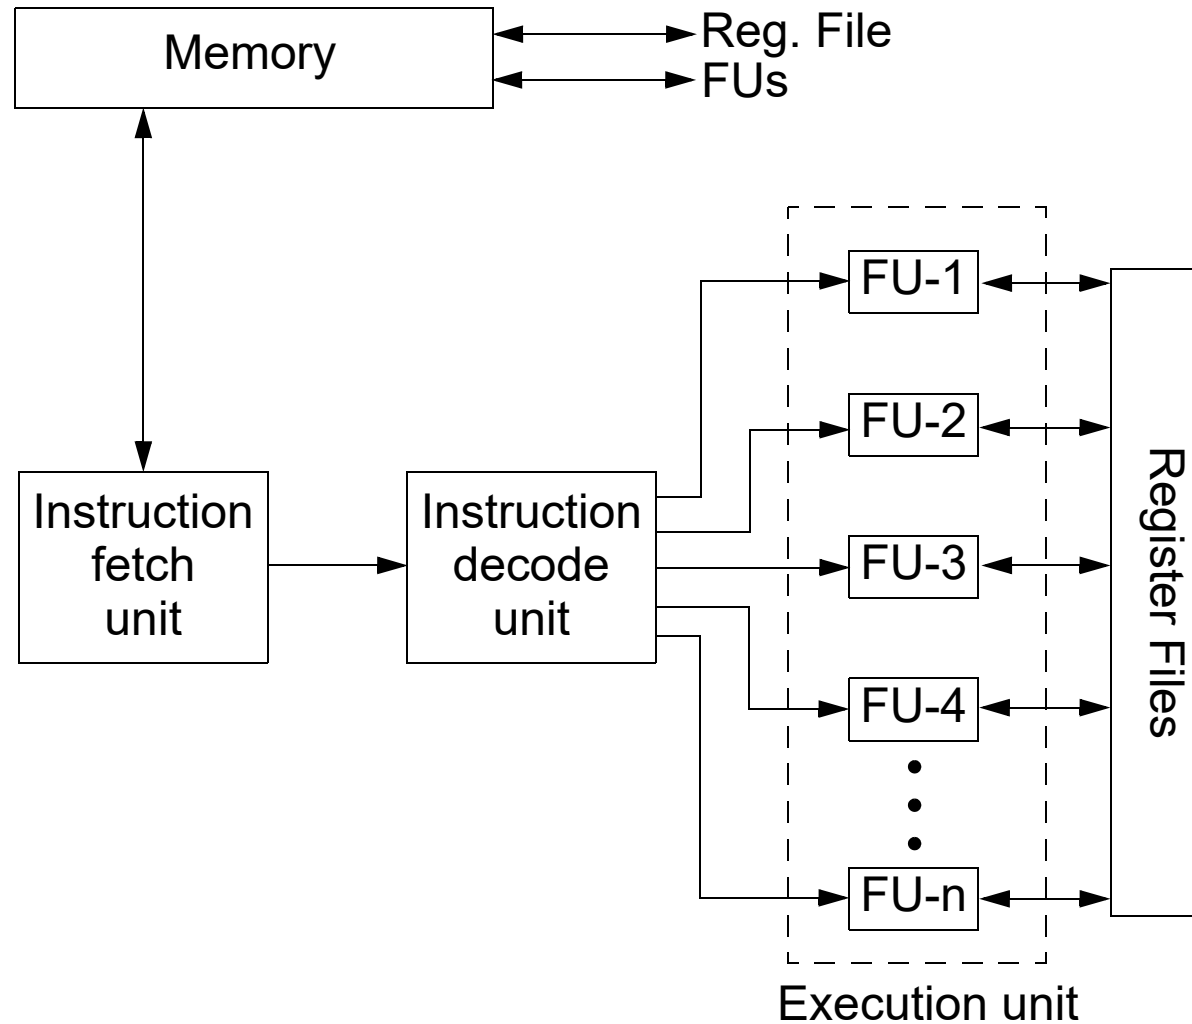 Memory
Reg. File
FUs
Instruction
fetch
unit
Instruction
decode
unit
FU-1
FU-2
FU-3
FU-4
FU-n
Register Files
Execution unit